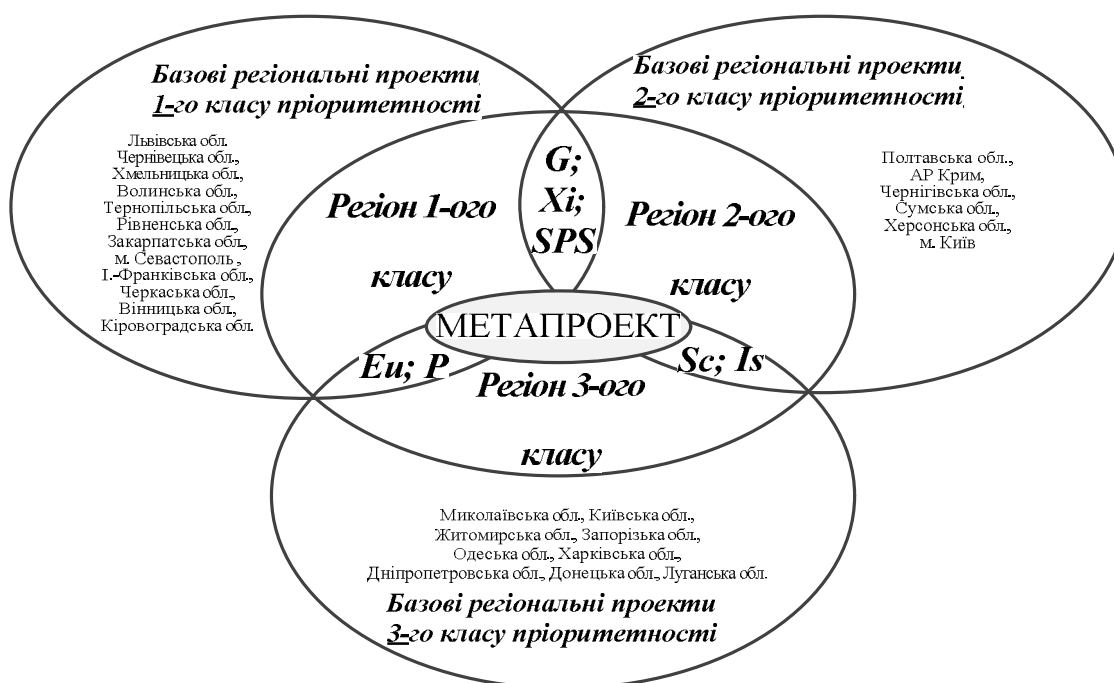 Базові регіональні проекти
1-го класу пріоритетності
Львівська обл.
Чернівецька обл.,
Хмельницька обл.,
Волинська обл.,
Тернопільська обл.,
Рівненська обл.,
Закарпатська обл.,
м. Севастополь,
І.-Франківська обл.,
Черкаська обл.,
Вінницька обл.,
Кіровоградська обл.
Базові регіональні проекти
2-го класу пріоритетності
Полтавська обл.,
АР Крим,
Чернігівська обл.,
Сумська обл.,
Херсонська обл.,
м. Київ
Регіон 1-ого
класу
G;
Xi;
SPS
Регіон 2-ого
класу
МЕТАПРОЕКТ
Eu; P
Sc; Is
Регіон 3-ого
класу
Миколаївська обл., Київська обл.,
Житомирська обл., Запорізька обл.,
Одеська обл., Харківська обл.,
Дніпропетровська обл., Донецька обл., Луганська обл.
Базові регіональні проекти
3-го класу пріоритетності